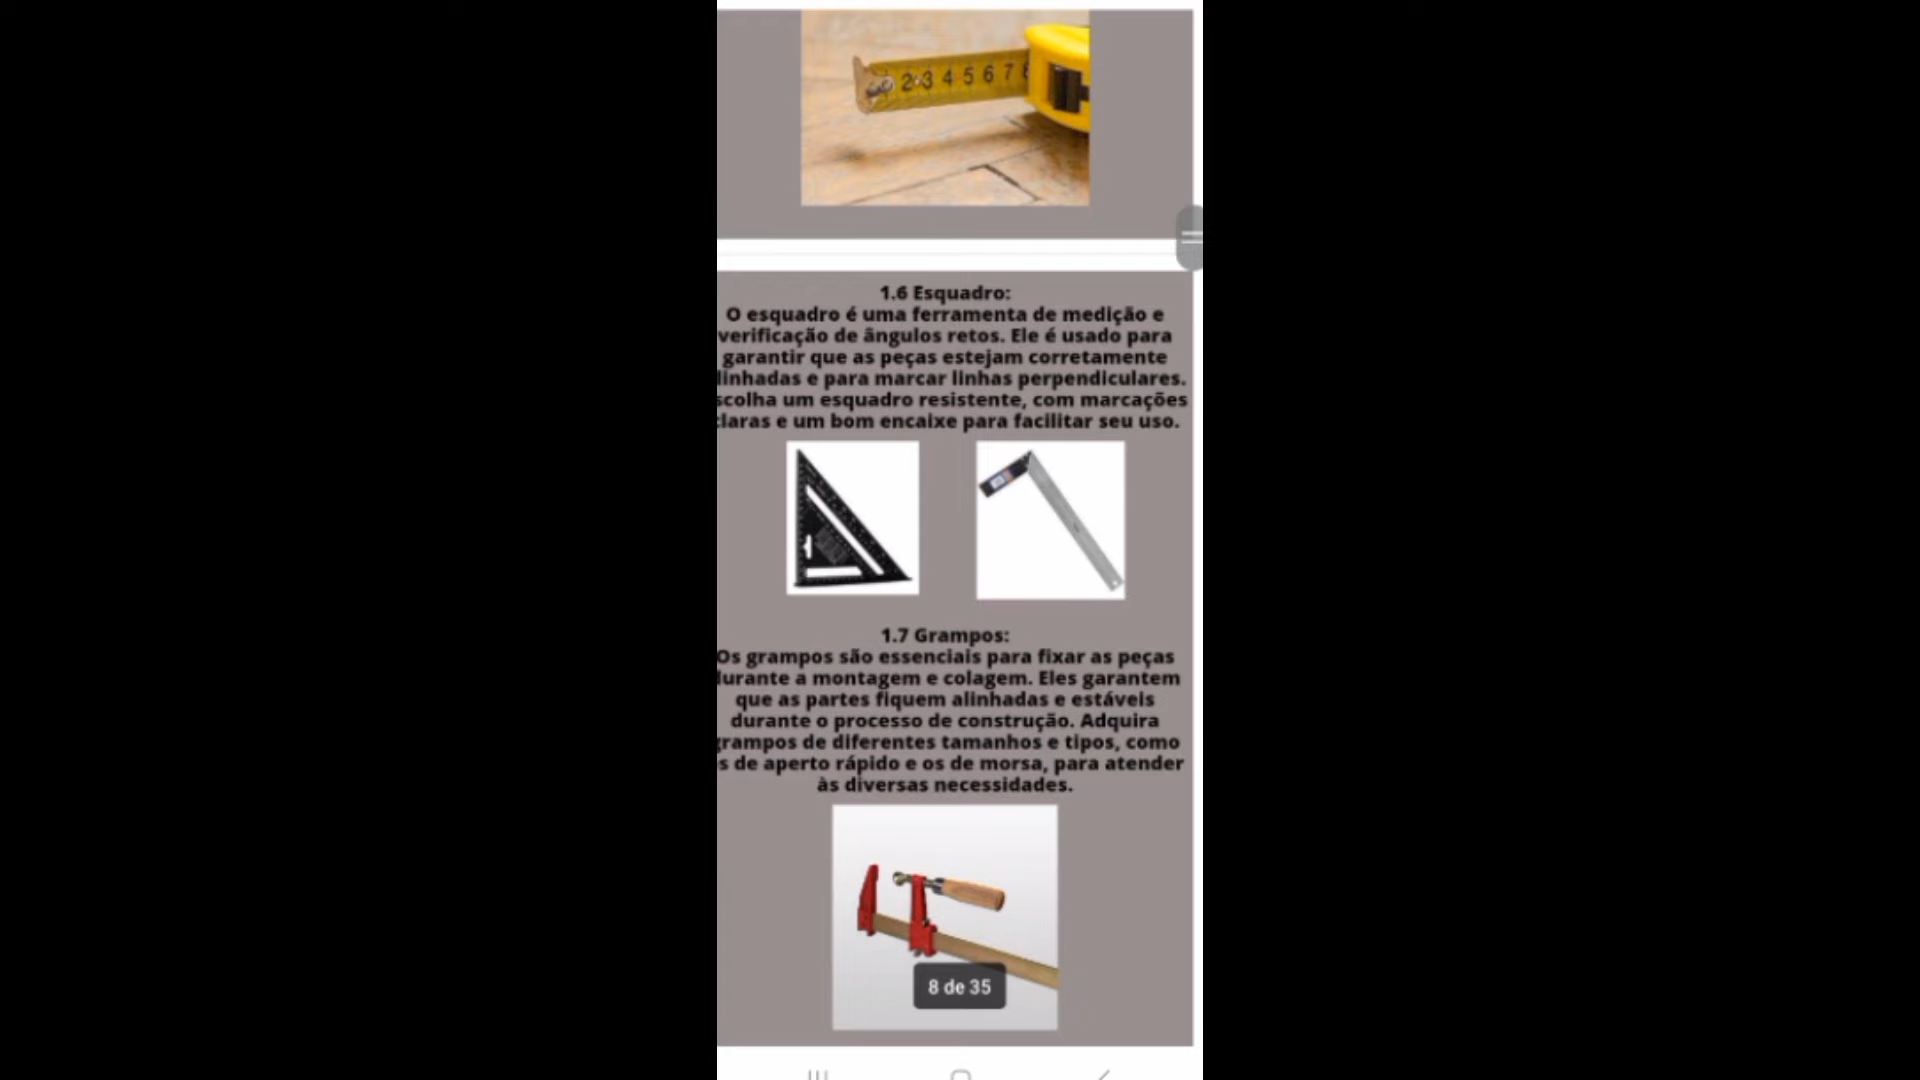 2 3 4 5 6 7 8
1.6 Esquadro:
O esquadro é uma ferramenta de medição e
verificação de ângulos retos. Ele é usado para
garantir que as peças estejam corretamente
linhadas e para marcar linhas perpendiculares.
scolha um esquadro resistente, com marcações
claras e um bom encaixe para facilitar seu uso.
1.7 Grampos:
Os grampos são essenciais para fixar as peças
durante a montagem e colagem. Eles garantem
que as partes fiquem alinhadas e estáveis
durante o processo de construção. Adquira
grampos de diferentes tamanhos e tipos, como
s de aperto rápido e os de morsa, para atender
às diversas necessidades.
8 de 35